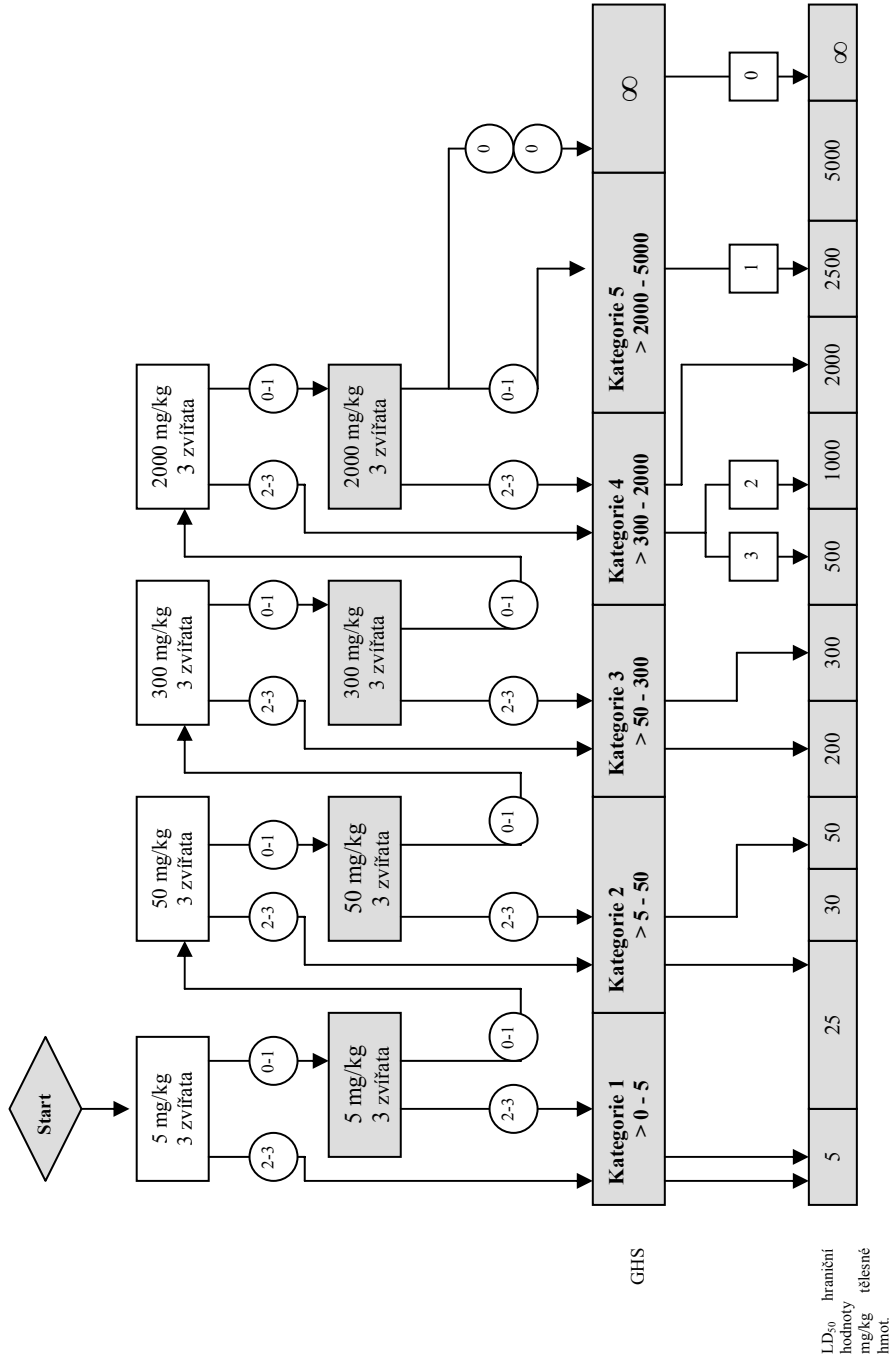 Start
5 mg/kg
3 zvířata
50 mg/kg
3 zvířata
300 mg/kg
3 zvířata
2000 mg/kg
3 zvířata
2-3
0-1
2-3
0-1
2-3
0-1
2-3
0-1
5 mg/kg
3 zvířata
50 mg/kg
3 zvířata
300 mg/kg
3 zvířata
2000 mg/kg
3 zvířata
2-3
0-1
2-3
0-1
2-3
0-1
2-3
0-1
0
0
GHS
Kategorie 1
> 0 - 5
Kategorie 2
> 5 - 50
Kategorie 3
> 50 - 300
Kategorie 4
> 300 - 2000
Kategorie 5
> 2000 - 5000
∞
3
2
1
0
LD50 hraniční
hodnoty
mg/kg tělesné
hmot.
5
25
30
50
200
300
500
1000
2000
2500
5000
∞